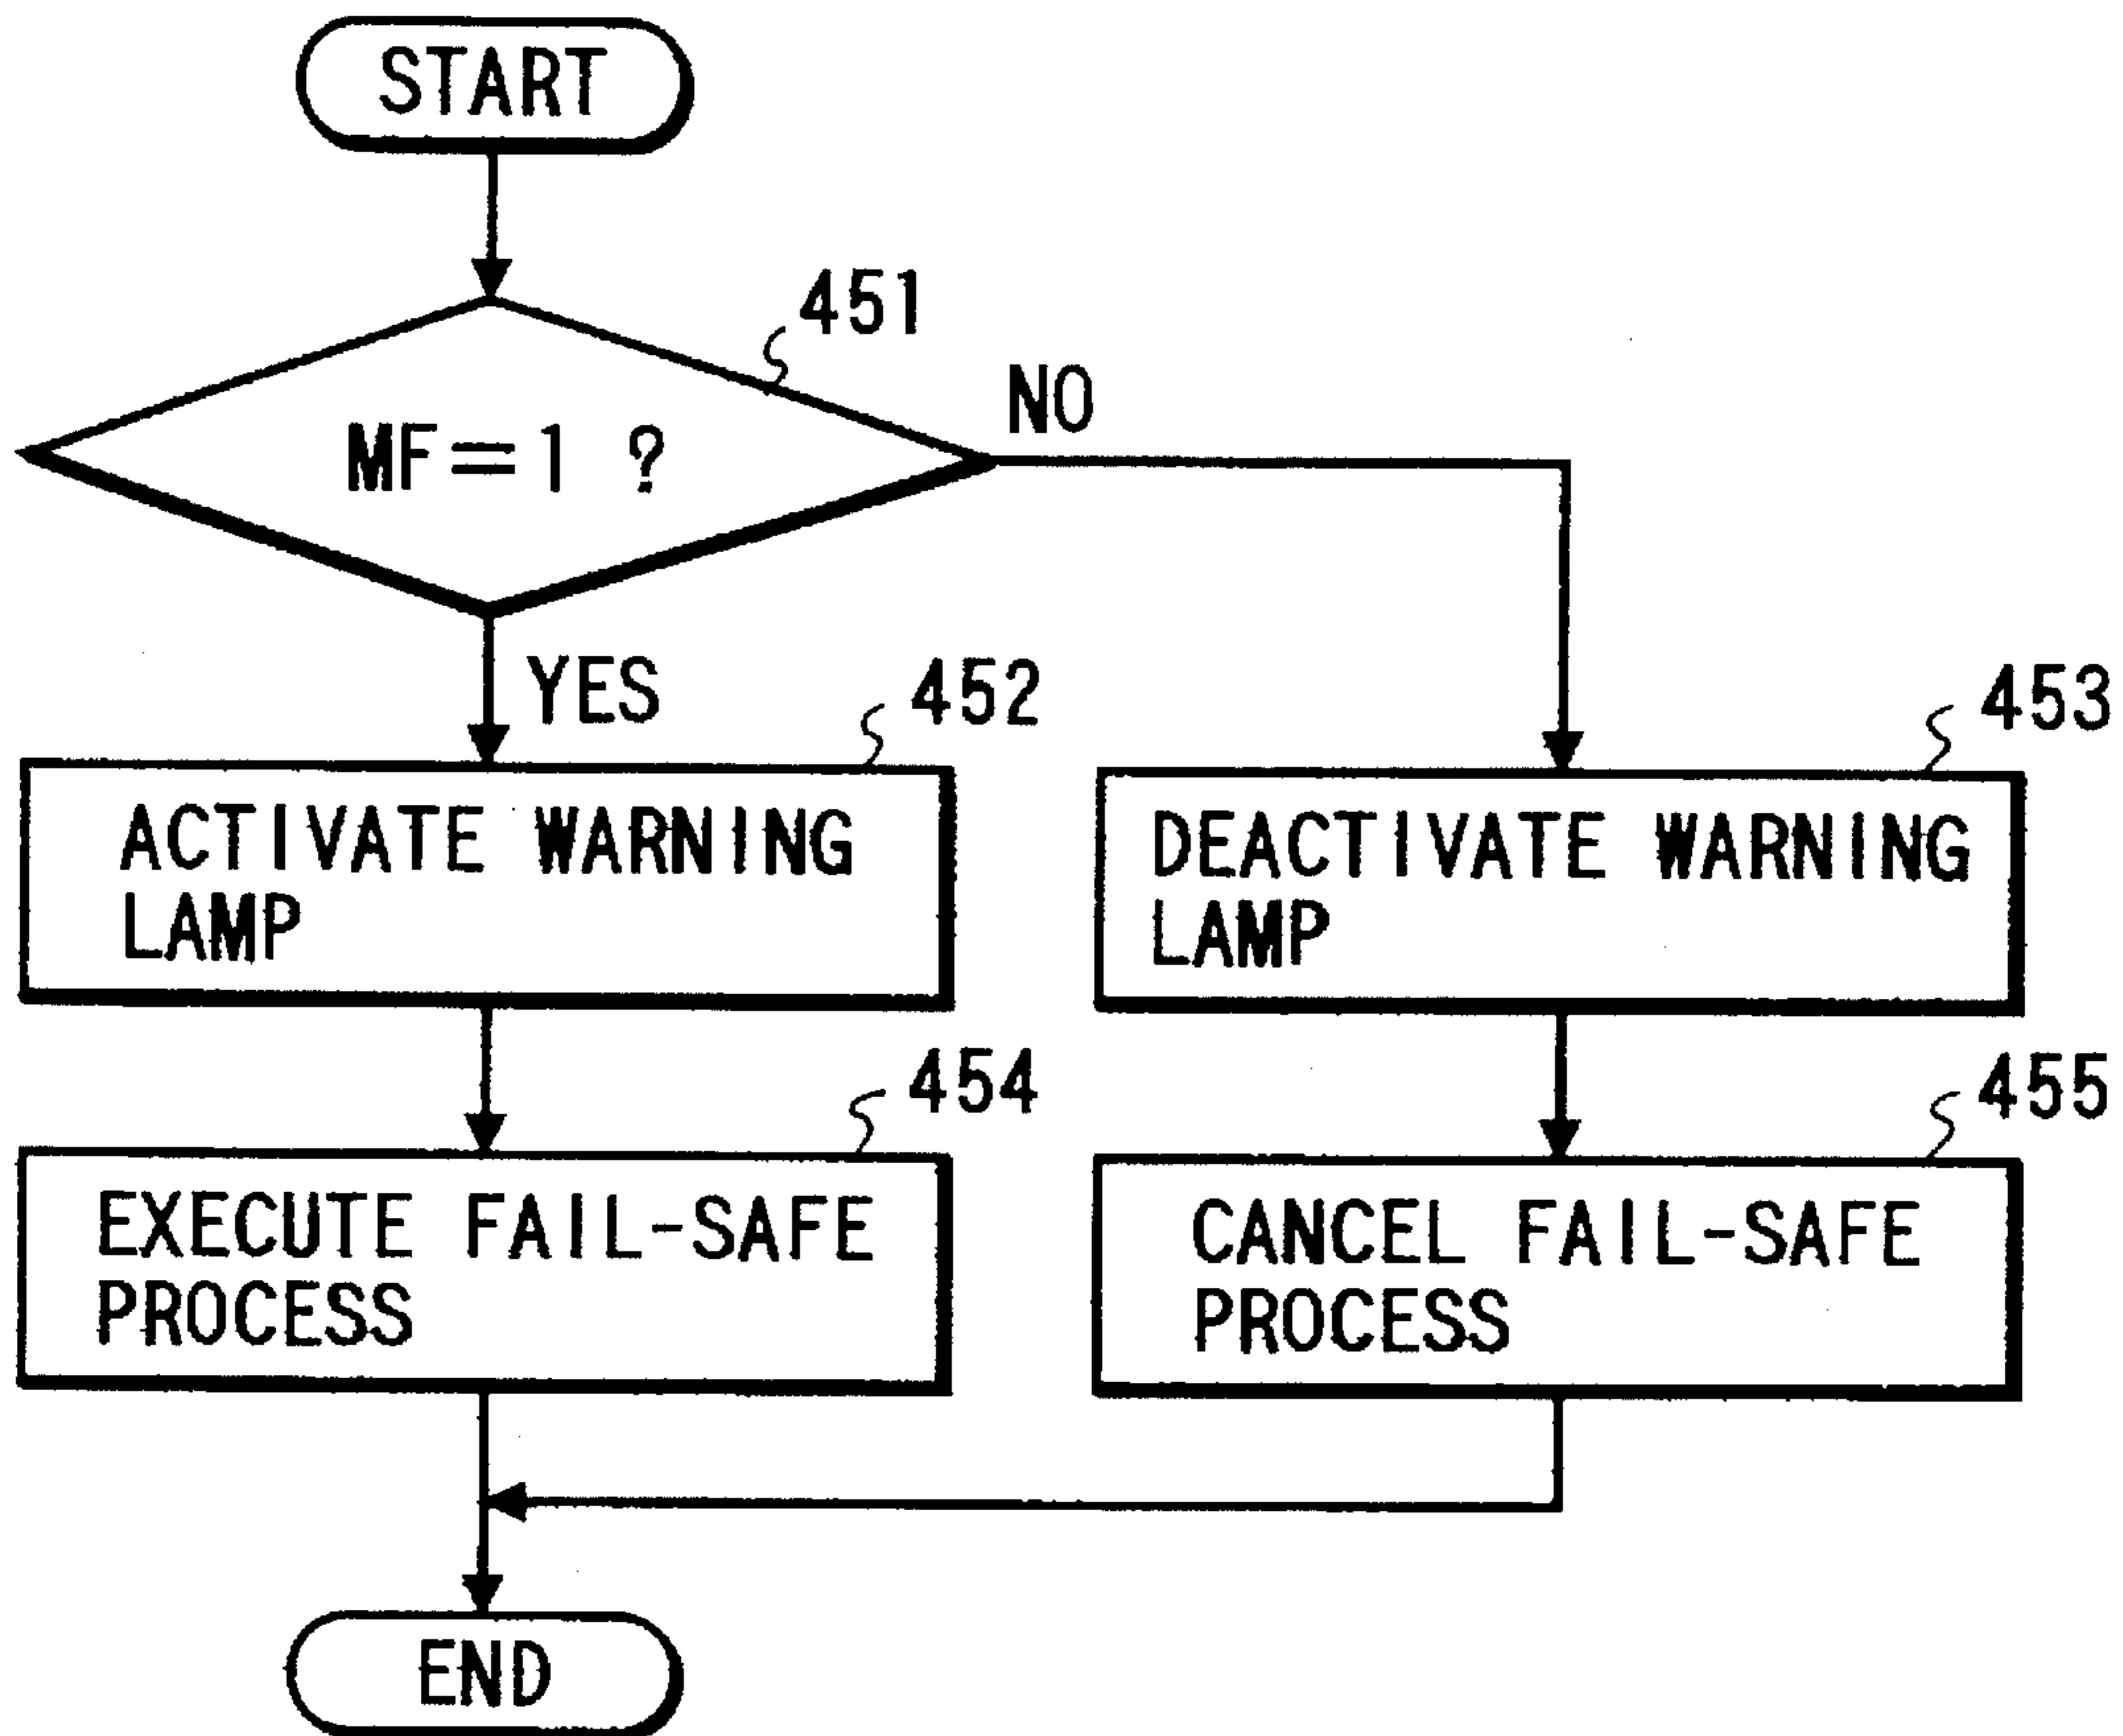 START
451
MF=1 ?
NO
YES
452
453
ACTIVATE WARNING
LAMP
DEACTIVATE WARNING
LAMP
454
455
EXECUTE FAIL-SAFE
PROCESS
CANCEL FAIL-SAFE
PROCESS
END